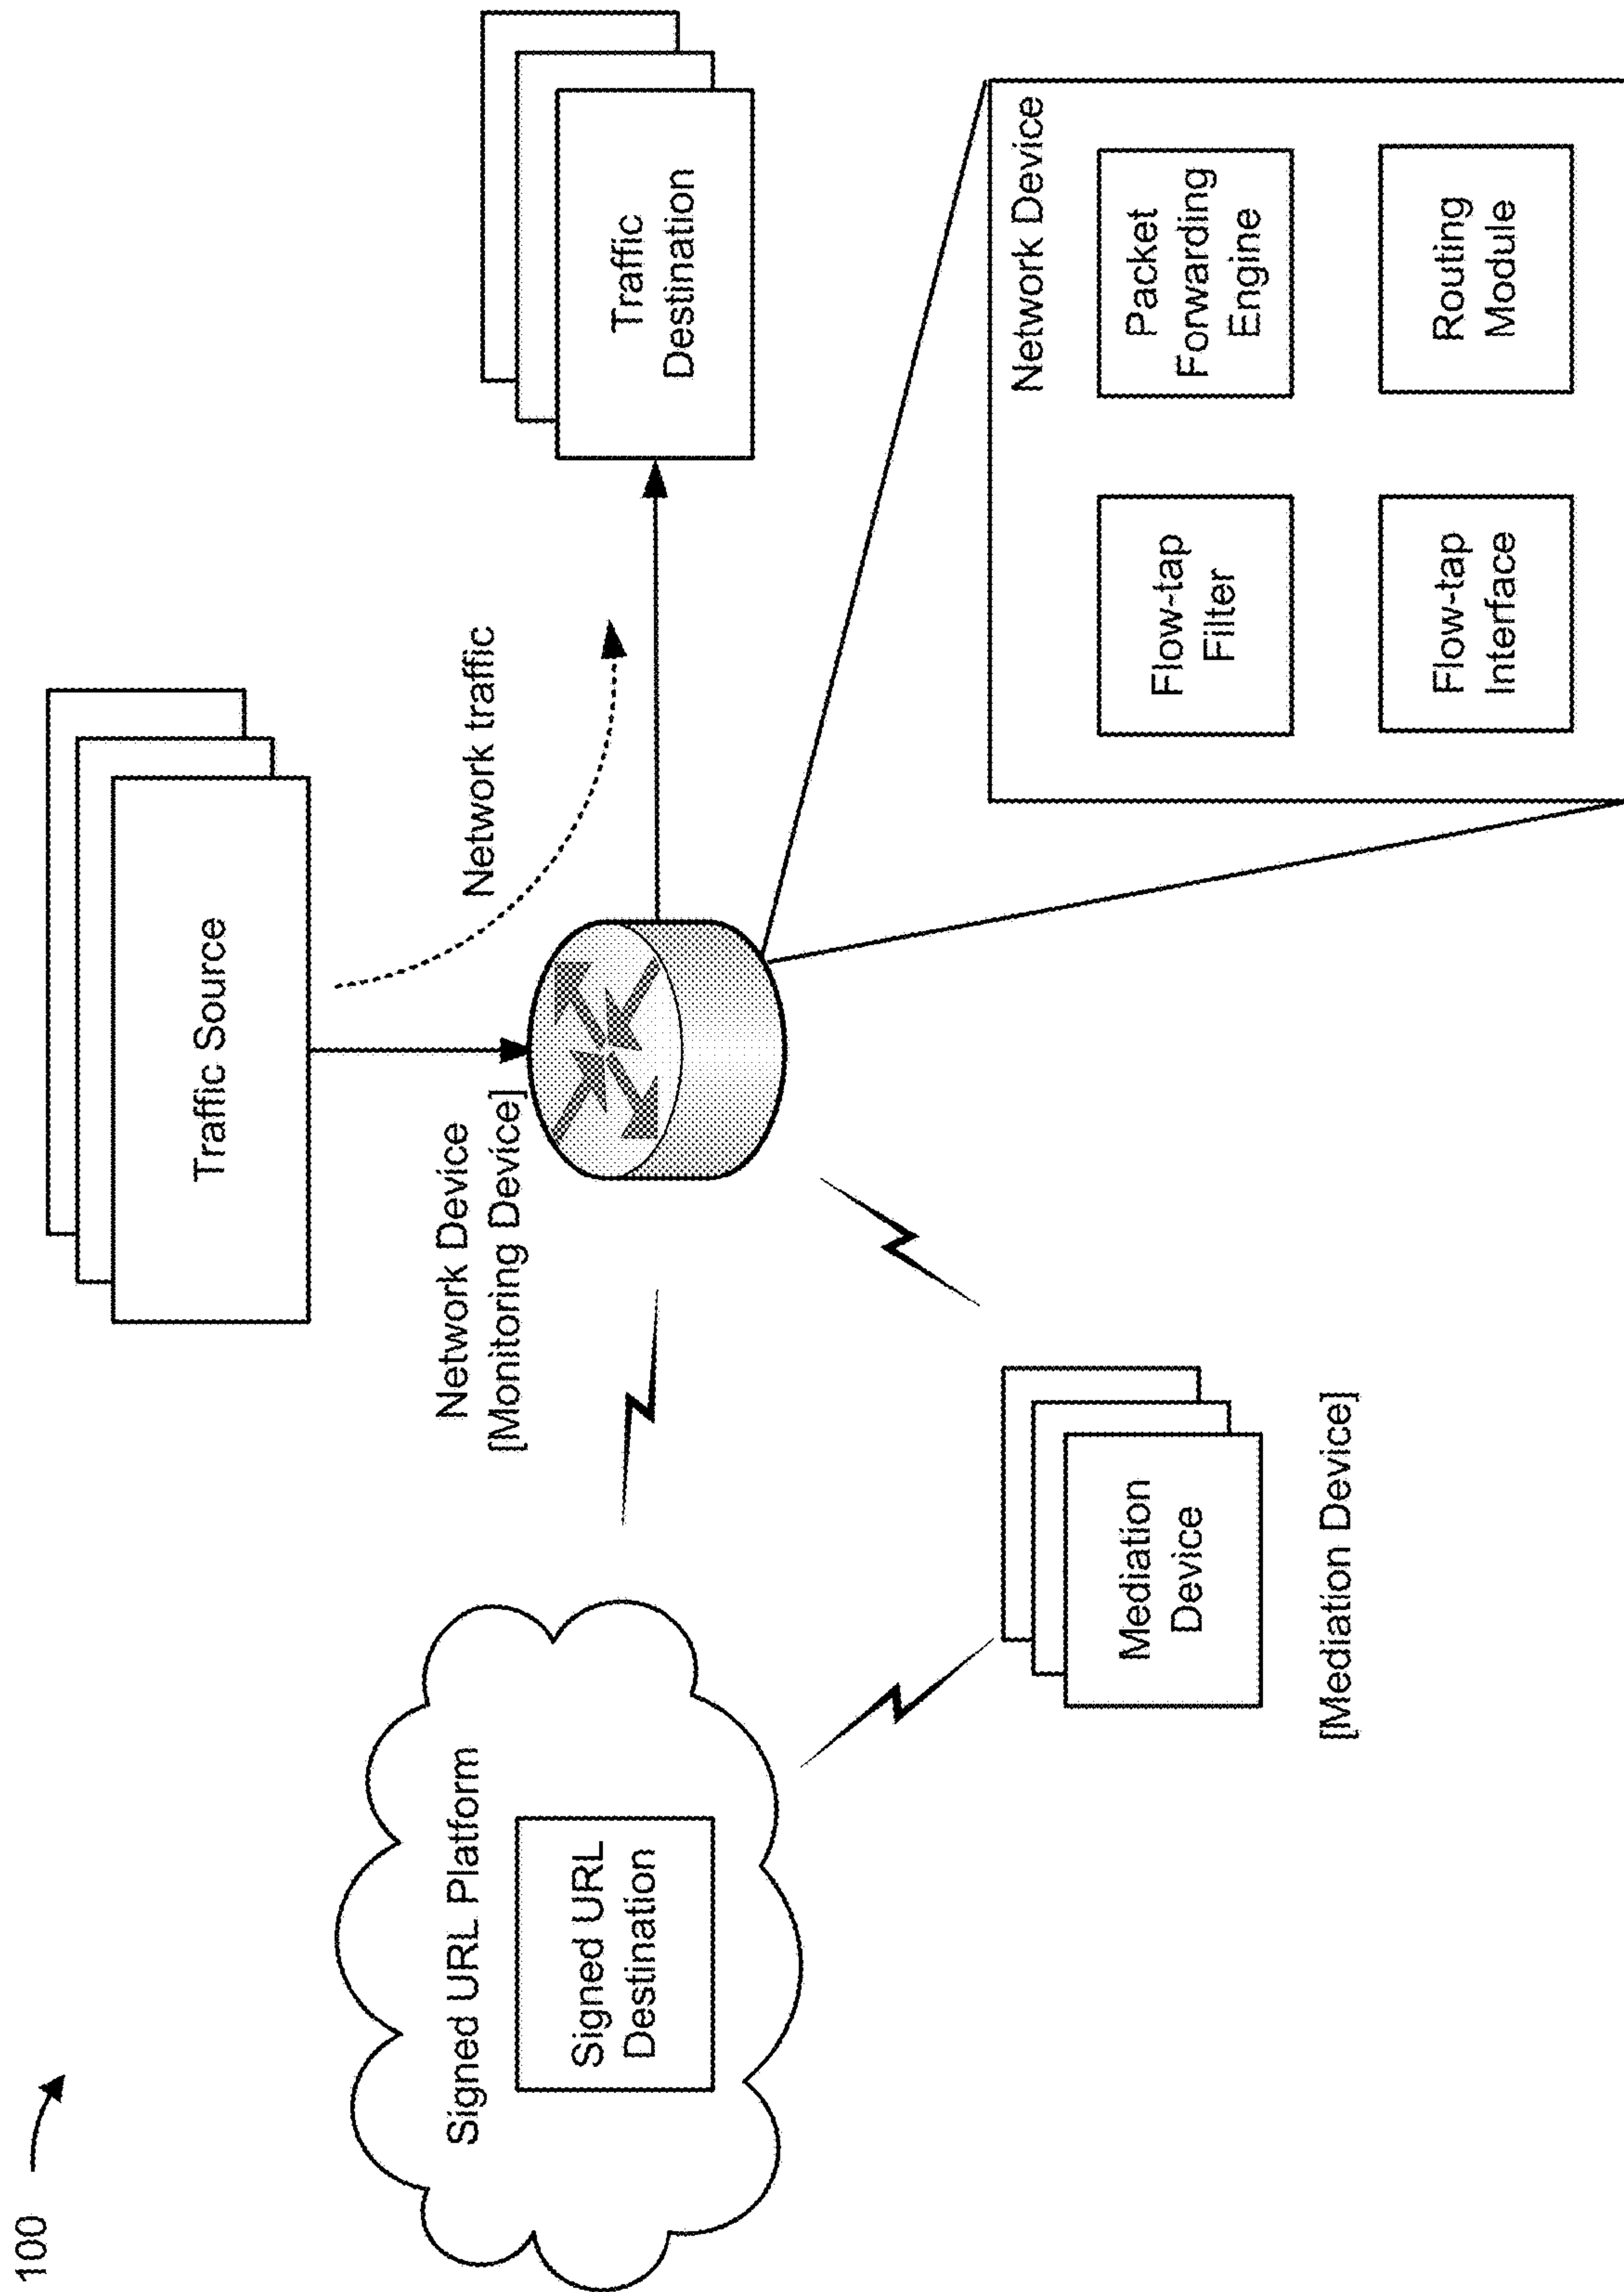 100
Traffic Source
Network traffic
Network Device
[Monitoring Device]
Traffic
Destination
Signed URL Platform
Signed URL
Destination
Mediation
Device
[Mediation Device]
Network Device
Flow-tap
Filter
Packet
Forwarding
Engine
Flow-tap
Interface
Routing
Module